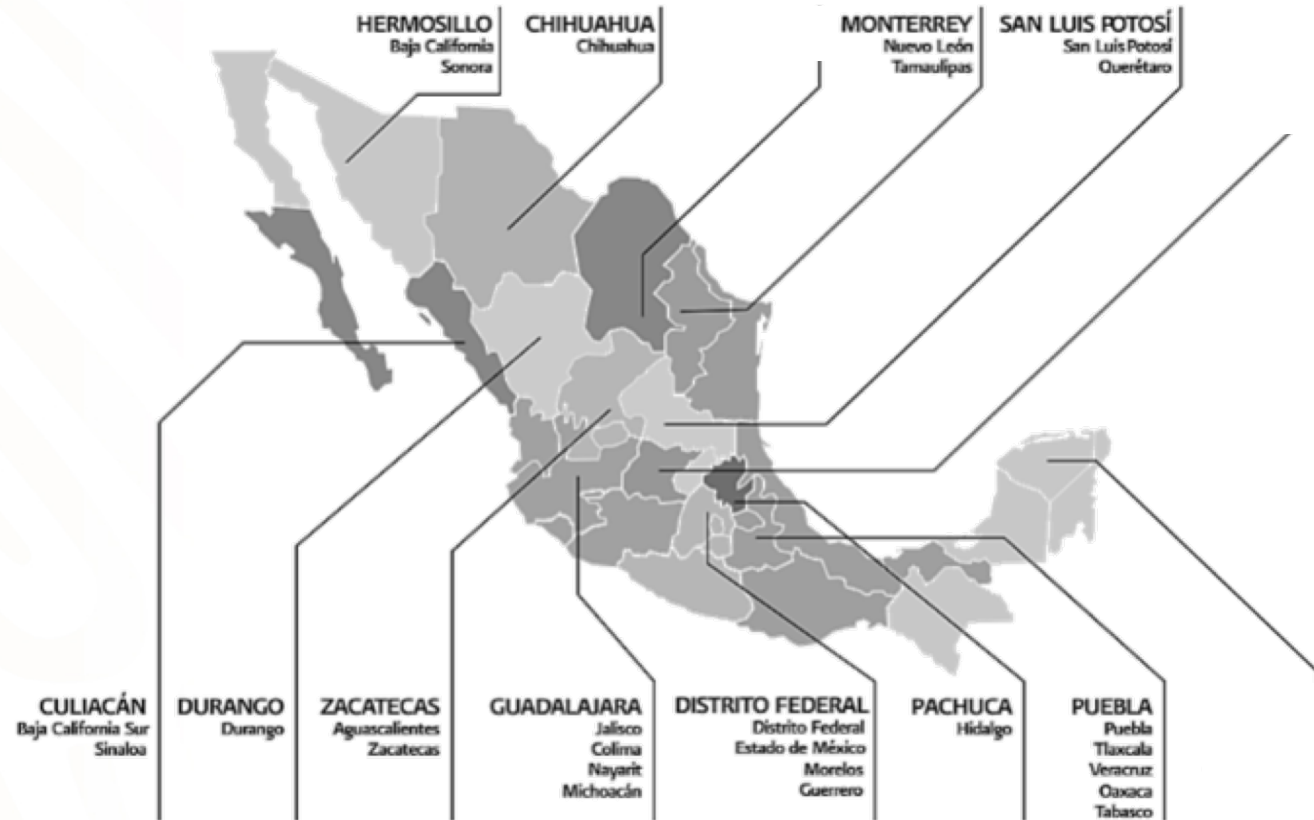 HERMOSILLO
Baja California
Sonora
CHIHUAHUA
Chihuahua
MONTERREY
Nuevo León
Tamaulipas
SAN LUIS POTOSÍ
San Luis Potosí
Querétaro
CULIACÁN
Baja California Sur
Sinaloa
DURANGO
Durango
ZACATECAS
Aguascalientes
Zacatecas
GUADALAJARA
Jalisco
Colima
Nayarit
Michoacán
DISTRITO FEDERAL
Distrito Federal
Estado de México
Morelos
Guerrero
PACHUCA
Hidalgo
PUEBLA
Puebla
Tlaxcala
Veracruz
Oaxaca
Tabasco